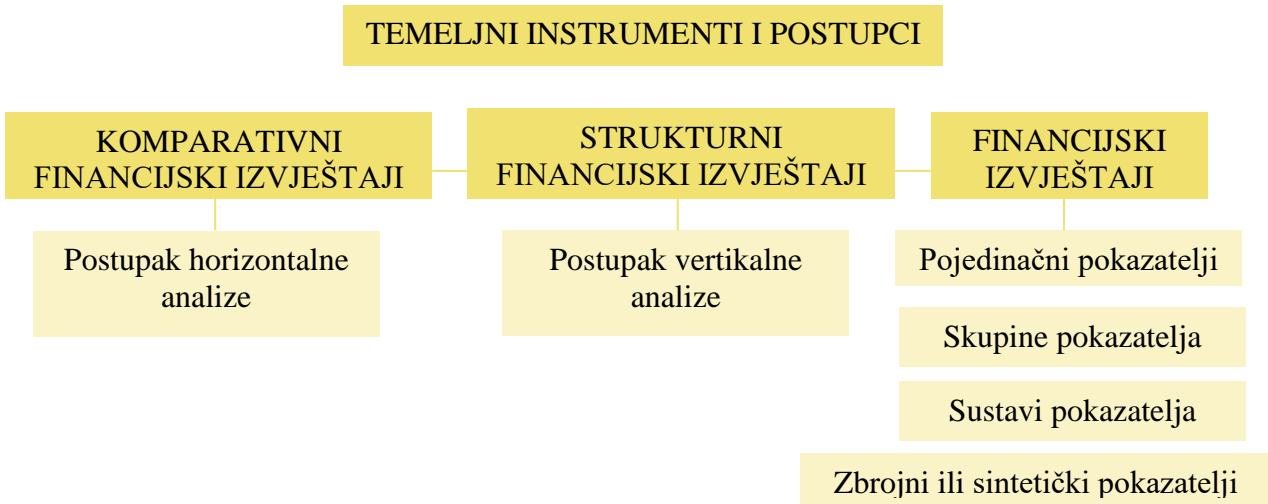 TEMELJNI INSTRUMENTI I POSTUPCI
KOMPARATIVNI
FINANCIJSKI IZVJEŠTAJI
STRUKTURNI
FINANCIJSKI IZVJEŠTAJI
FINANCIJSKI
IZVJEŠTAJI
Postupak horizontalne
analize
Postupak vertikalne
analize
Pojedinačni pokazatelji
Skupine pokazatelja
Sustavi pokazatelja
Zbrojni ili sintetički pokazatelji